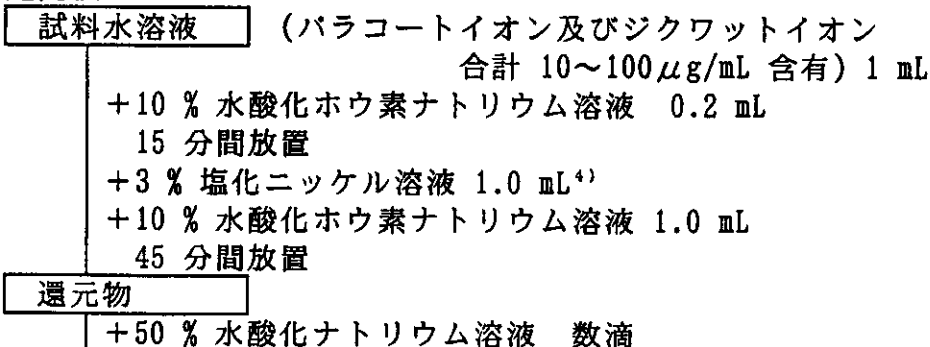 試料水溶液 (パラコートイオン及びジクワットイオン
合計 10～100μg/mL 含有) 1 mL
+10 % 水酸化ホウ素ナトリウム溶液 0.2 mL
15 分間放置
+3 % 塩化ニッケル溶液 1.0 mL⁴⁾
+10 % 水酸化ホウ素ナトリウム溶液 1.0 mL
45 分間放置
還元物
+50 % 水酸化ナトリウム溶液 数滴